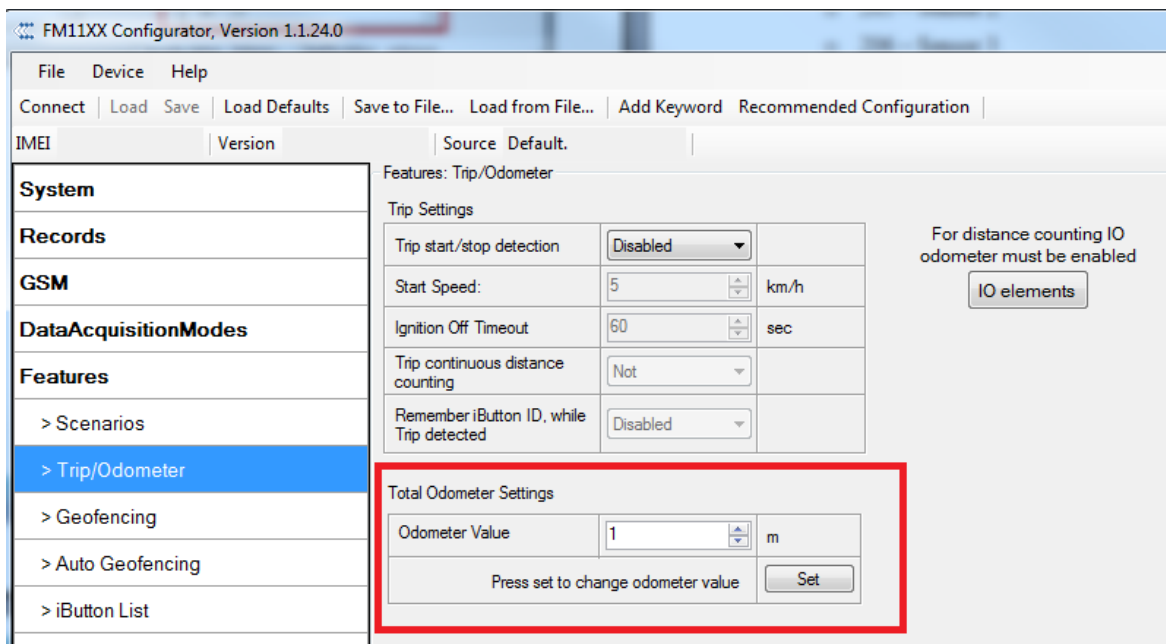 FM11XX Configurator, Version 1.1.24.0
File Device Help
Connect Load Save Load Defaults Save to File... Load from File... Add Keyword Recommended Configuration
IMEI Version Source Default.
System
Records
GSM
DataAcquisitionModes
Features
> Scenarios
> Trip/Odometer
> Geofencing
> Auto Geofencing
> iButton List
Features: Trip/Odometer
Trip Settings
Trip start/stop detection Disabled
Start Speed: 5 km/h
Ignition Off Timeout 60 sec
Trip continuous distance
counting Not
Remember iButton ID, while
Trip detected Disabled
Total Odometer Settings
Odometer Value 1 m
Press set to change odometer value Set
For distance counting IO
odometer must be enabled
IO elements